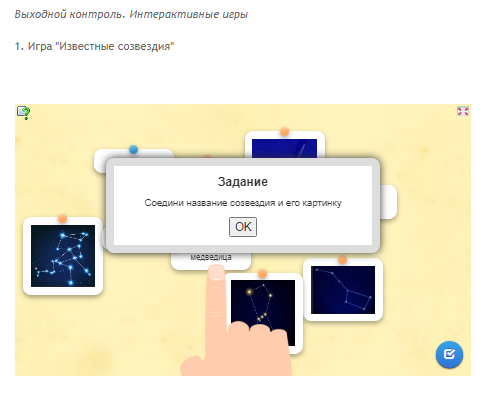 Выходной контроль. Интерактивные игры
1. Игра "Известные созвездия"
Задание
Соедини название созвездия и его картинку
OK
медведица